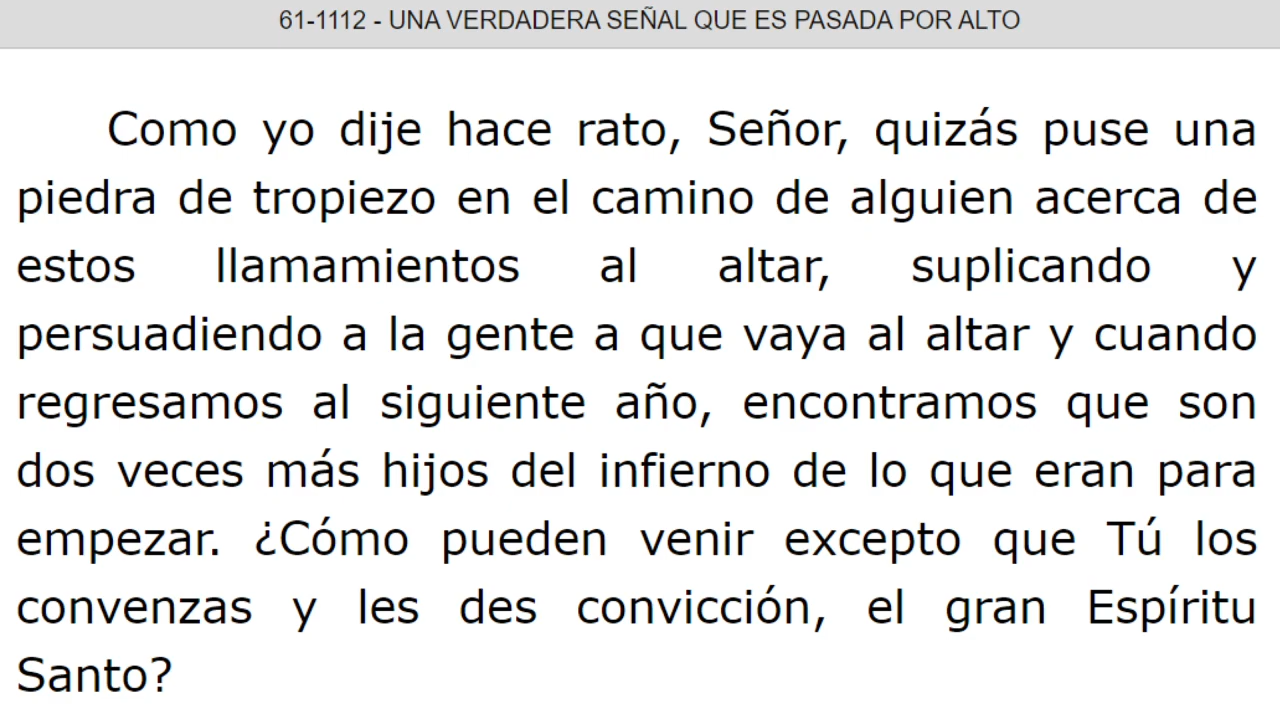 61-1112 - UNA VERDADERA SEÑAL QUE ES PASADA POR ALTO
Como yo dije hace rato, Señor, quizás puse una
piedra de tropiezo en el camino de alguien acerca de
estos llamamientos al altar, suplicando y
persuadiendo a la gente a que vaya al altar y cuando
regresamos al siguiente año, encontramos que son
dos veces más hijos del infierno de lo que eran para
empezar. ¿Cómo pueden venir excepto que Tú los
convenzas y les des convicción, el gran Espíritu
Santo?